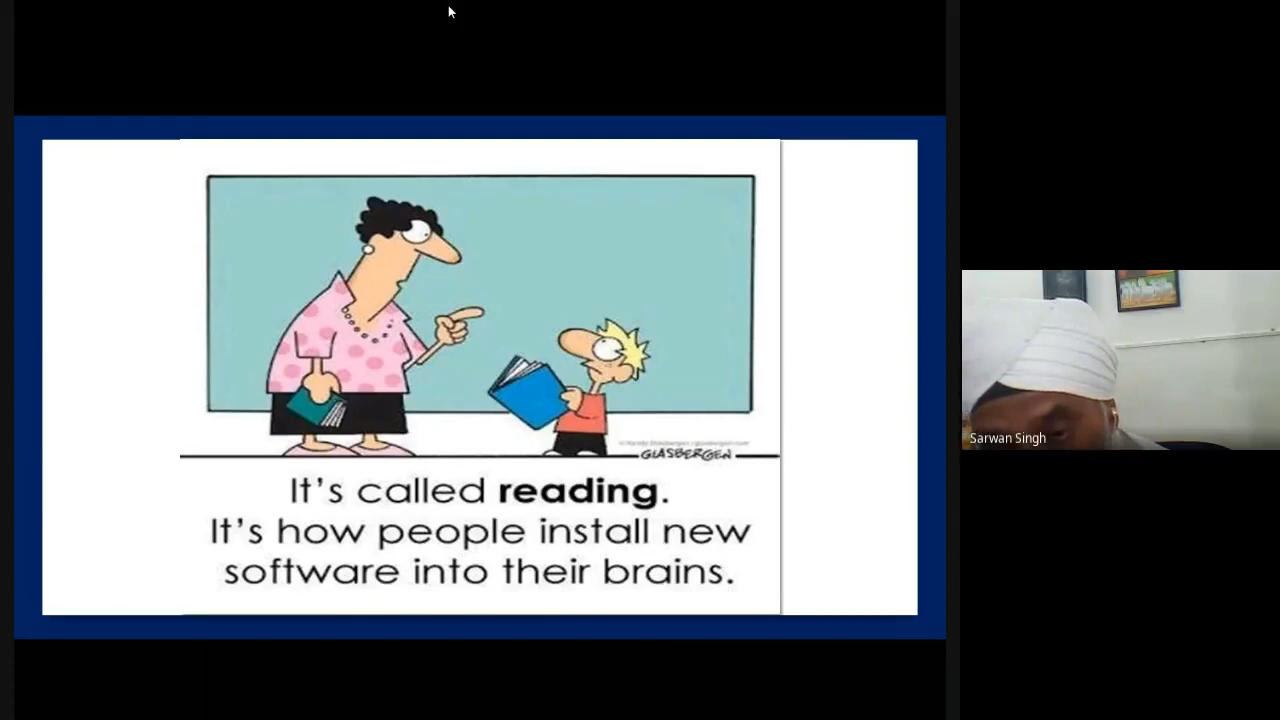 GLASBERGEN
It's called reading.
It's how people install new
software into their brains.
Sarwan Singh